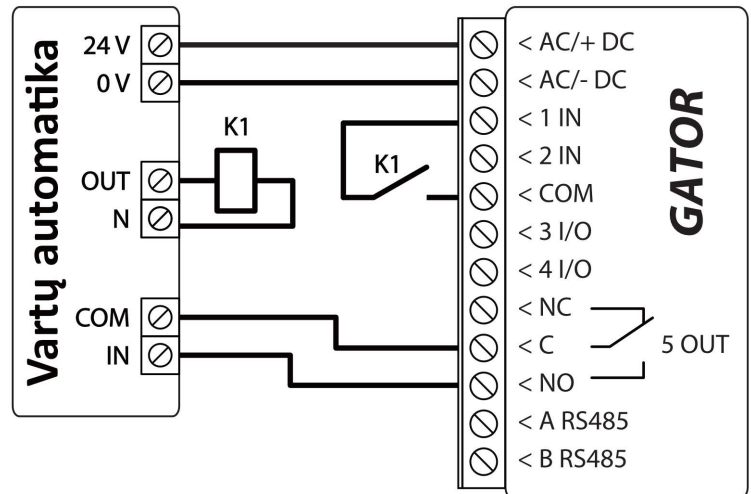 Vartų automatika
24 V
0 V
OUT
N
COM
IN
K1
K1
< AC/+ DC
< AC/- DC
< 1 IN
< 2 IN
< COM
< 3 I/O
< 4 I/O
< NC
< C
< NO
< A RS485
< B RS485
5 OUT
GATOR